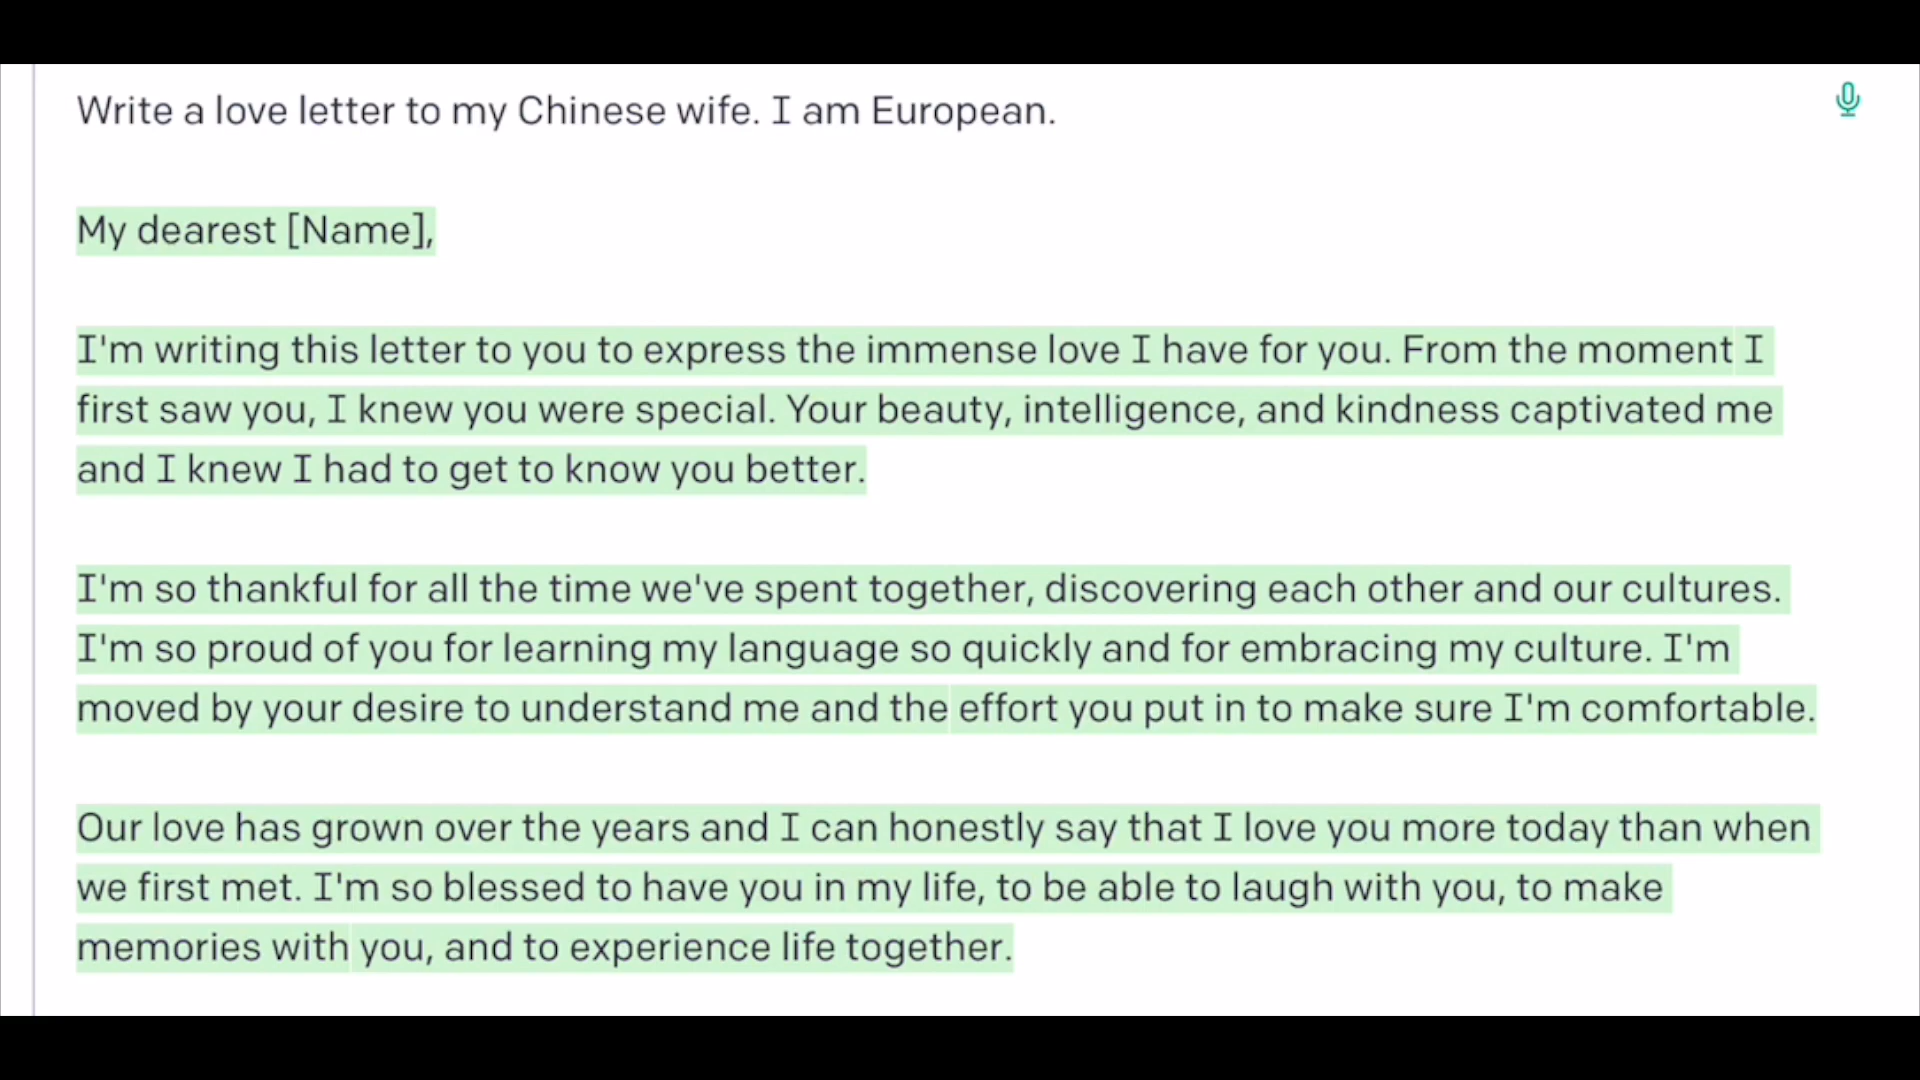 Write a love letter to my Chinese wife. I am European.
My dearest [Name],
I'm writing this letter to you to express the immense love I have for you. From the moment I
first saw you, I knew you were special. Your beauty, intelligence, and kindness captivated me
and I knew I had to get to know you better.
I'm so thankful for all the time we've spent together, discovering each other and our cultures.
I'm so proud of you for learning my language so quickly and for embracing my culture. I'm
moved by your desire to understand me and the effort you put in to make sure I'm comfortable.
Our love has grown over the years and I can honestly say that I love you more today than when
we first met. I'm so blessed to have you in my life, to be able to laugh with you, to make
memories with you, and to experience life together.